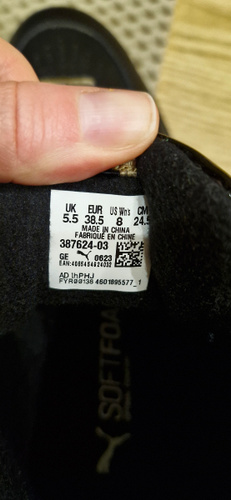 UK EUR US Wn's CM
5.5 38.5 8 24.5
MADE IN CHINA
FABRIQUÉ EN CHINE
387624-03
GE 0623
AD IhPHJ
SOFTFOA